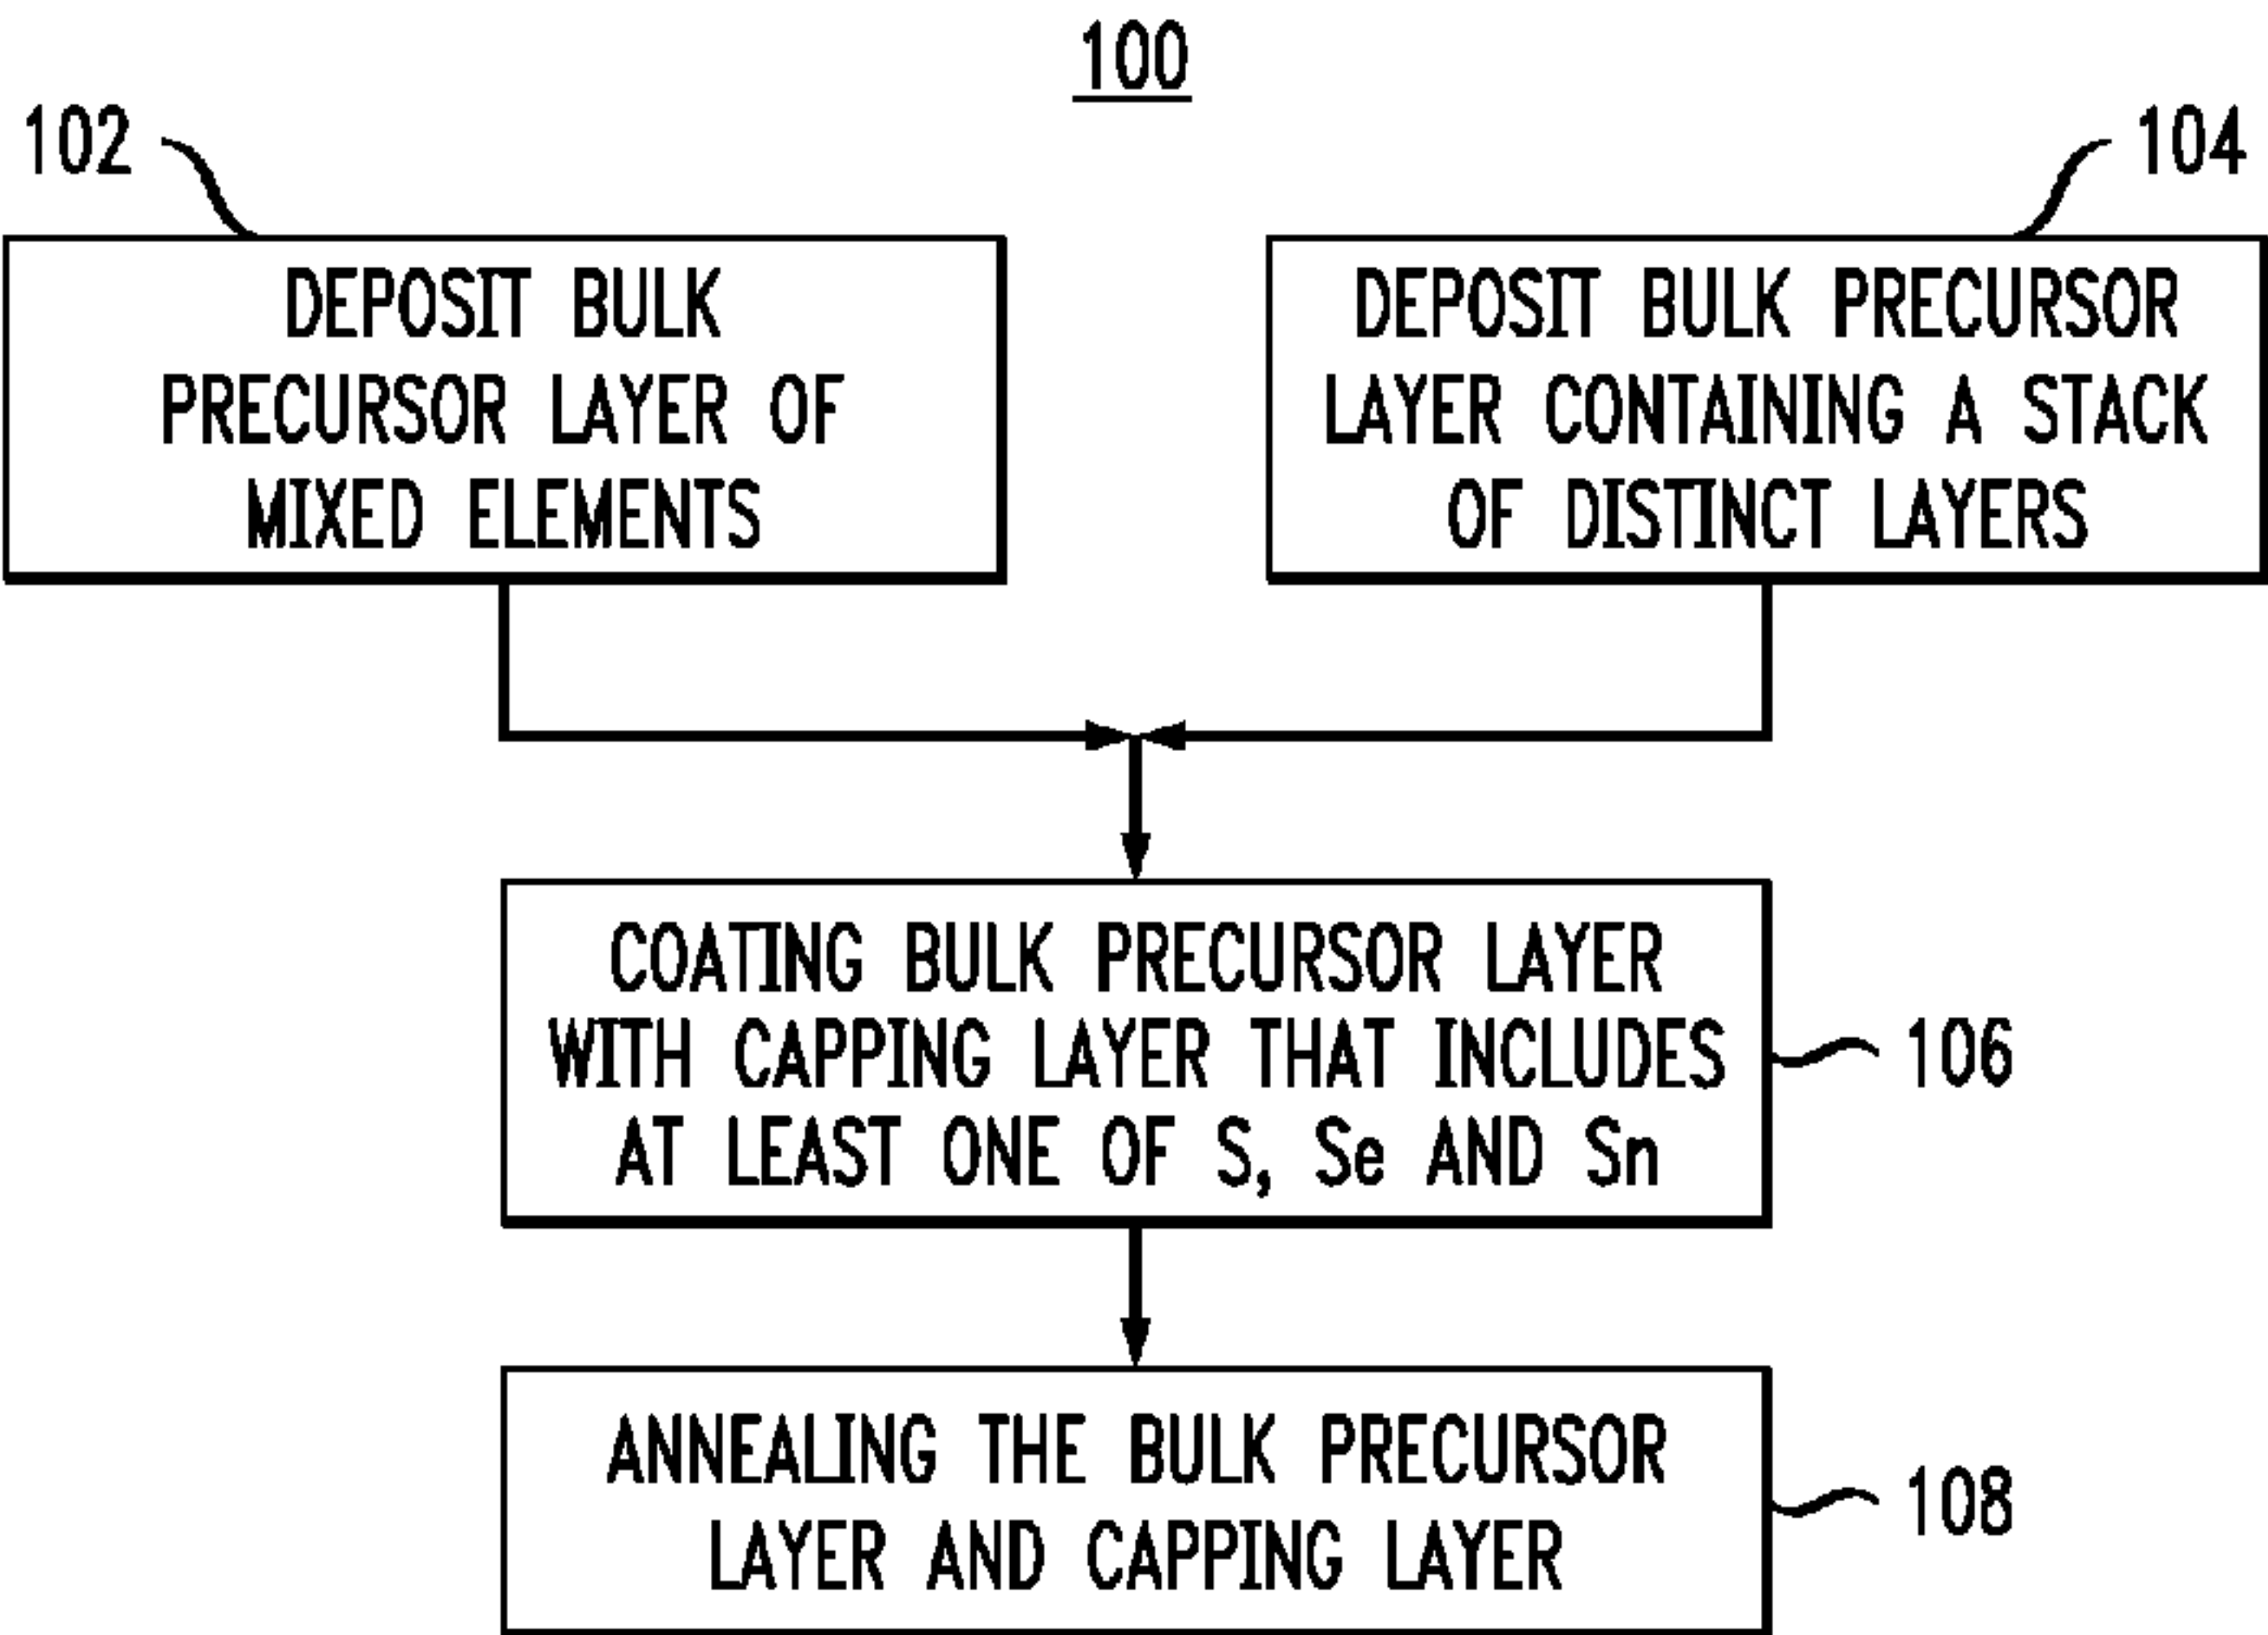 100
102
104
DEPOSIT BULK
PRECURSOR LAYER OF
MIXED ELEMENTS
DEPOSIT BULK PRECURSOR
LAYER CONTAINING A STACK
OF DISTINCT LAYERS
COATING BULK PRECURSOR LAYER
WITH CAPPING LAYER THAT INCLUDES
AT LEAST ONE OF S, Se AND Sn
106
ANNEALING THE BULK PRECURSOR
LAYER AND CAPPING LAYER
108